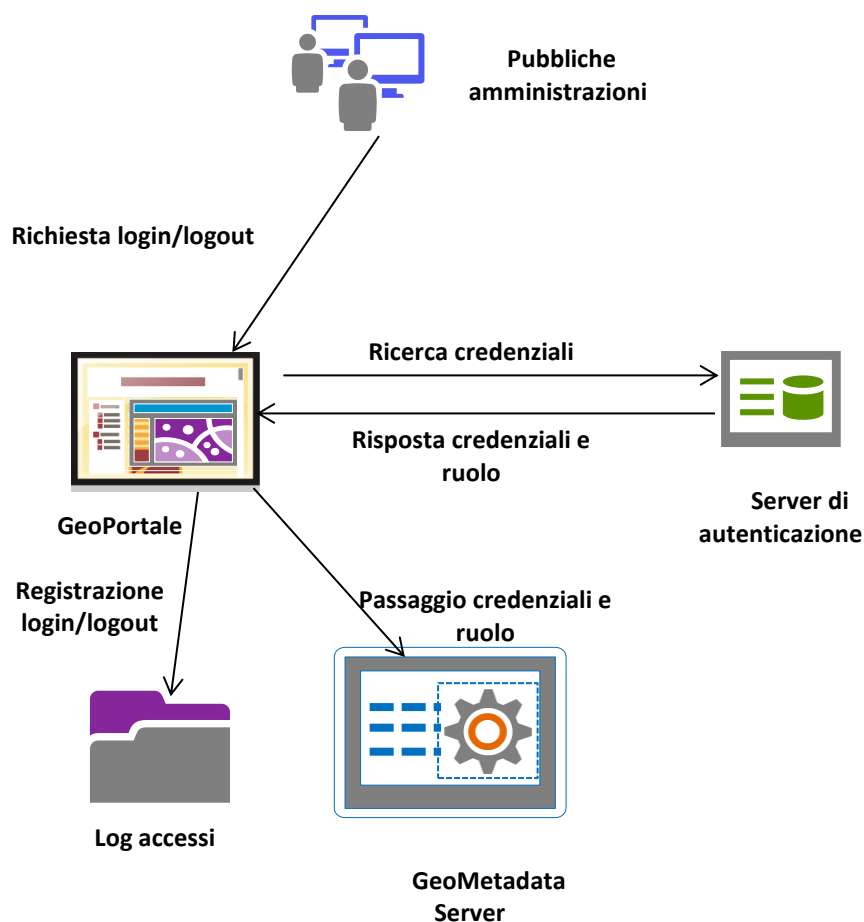 Pubbliche
amministrazioni
Richiesta login/logout
Ricerca credenziali
Risposta credenziali e
ruolo
Server di
autenticazione
GeoPortale
Registrazione
login/logout
Passaggio credenziali e
ruolo
Log accessi
GeoMetadata
Server